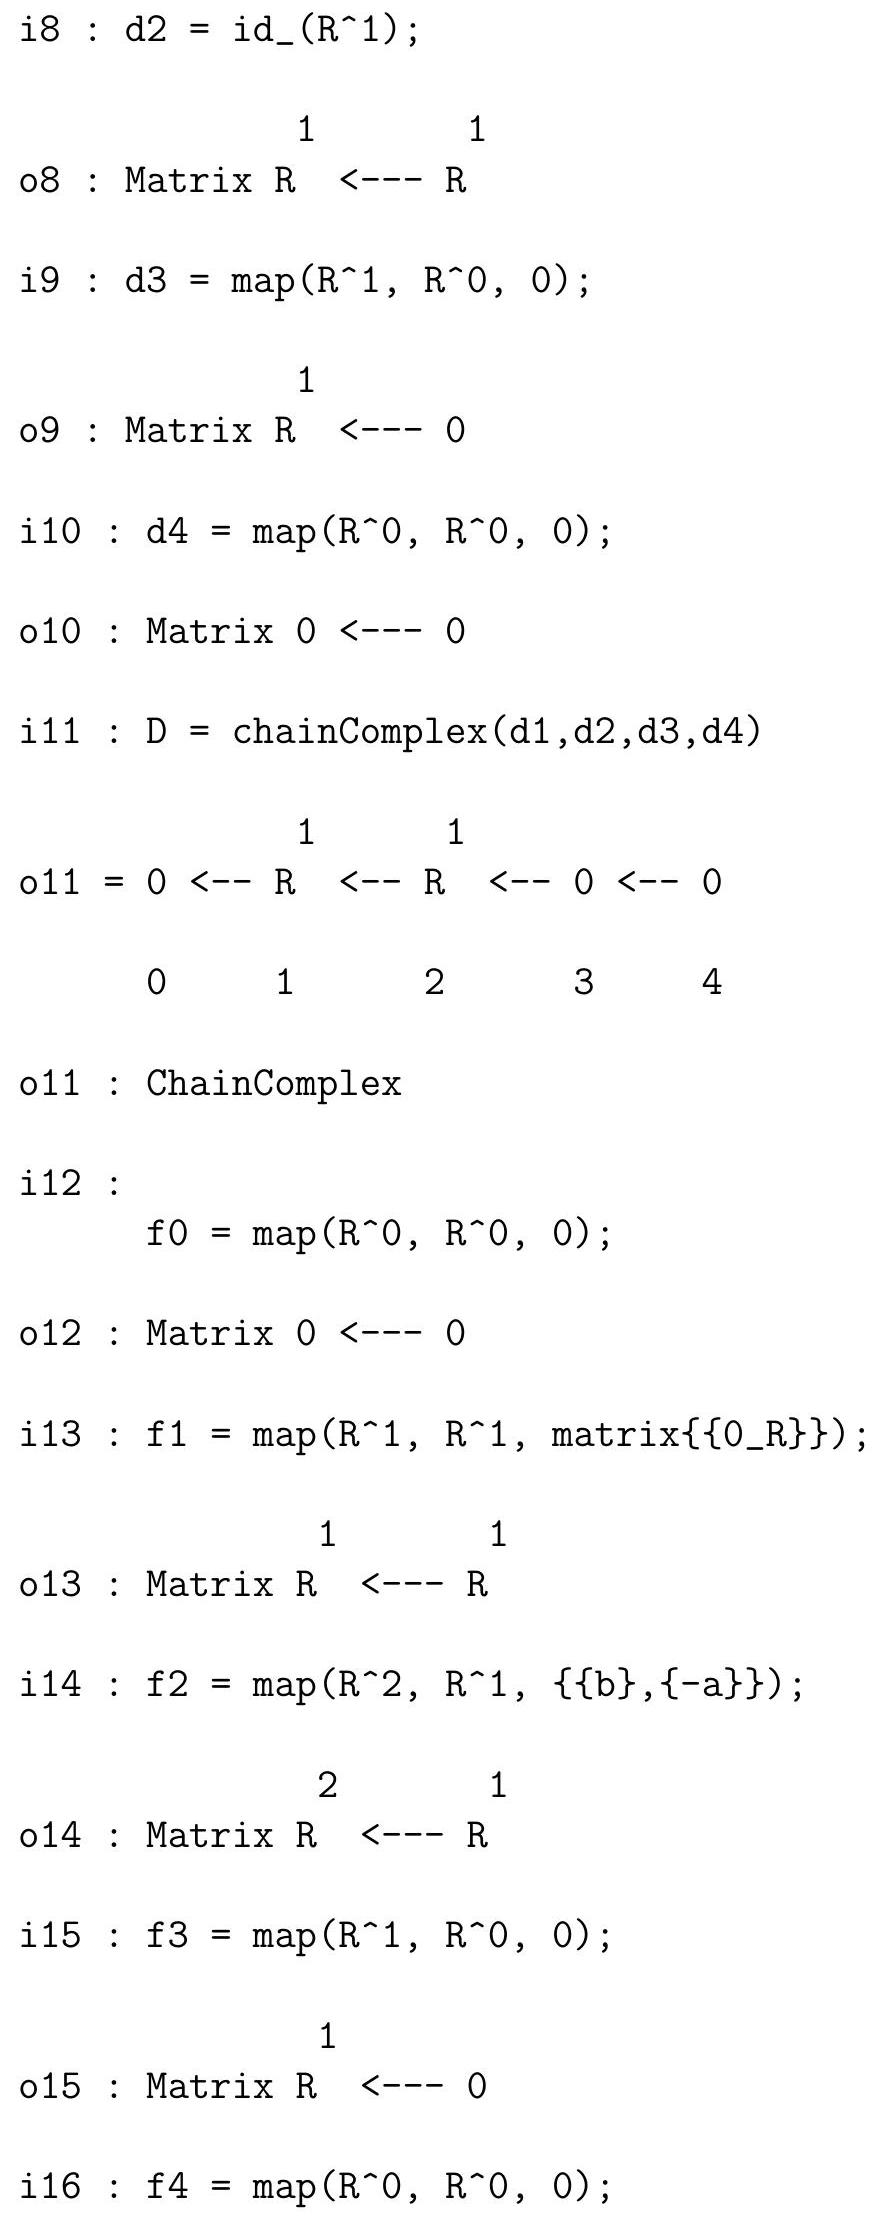 i8 : d2 = id_(R^1);
1 1
o8 : Matrix R <--- R
i9 : d3 = map(R^1, R^0, 0);
1
o9 : Matrix R <--- 0
i10 : d4 = map(R^0, R^0, 0);
o10 : Matrix 0 <--- 0
i11 : D = chainComplex(d1,d2,d3,d4)
1 1
o11 = 0 <-- R <-- R <-- 0 <-- 0
0 1 2 3 4
o11 : ChainComplex
i12 :
f0 = map(R^0, R^0, 0);
o12 : Matrix 0 <--- 0
i13 : f1 = map(R^1, R^1, matrix{{0_R}});
1 1
o13 : Matrix R <--- R
i14 : f2 = map(R^2, R^1, {{b},{-a}});
2 1
o14 : Matrix R <--- R
i15 : f3 = map(R^1, R^0, 0);
1
o15 : Matrix R <--- 0
i16 : f4 = map(R^0, R^0, 0);